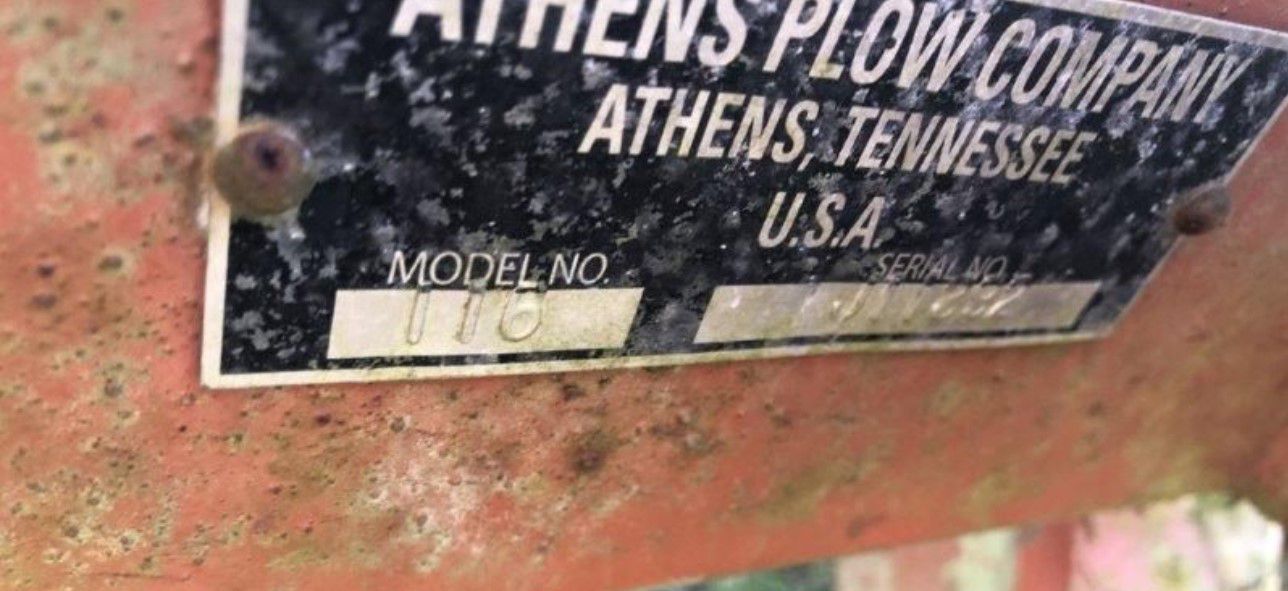 ATHENS PLOW COMPANY
ATHENS, TENNESSEE
U.S.A.
MODEL NO. SERIAL NO.
116